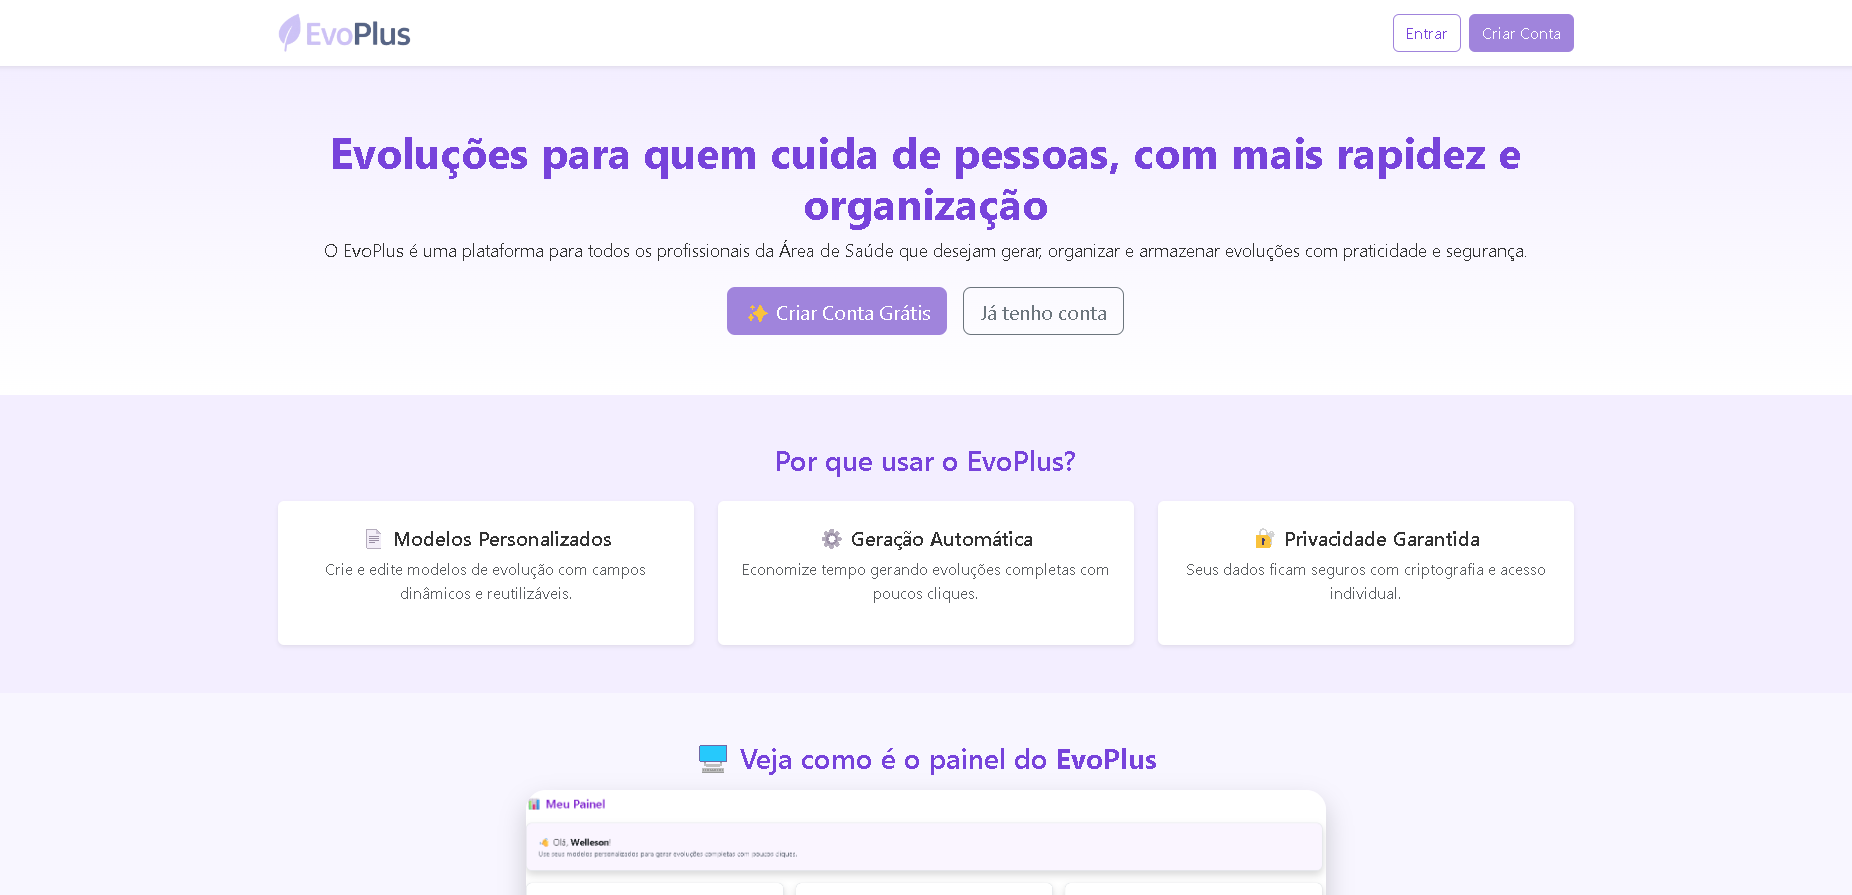 EvoPlus
Entrar
Criar Conta
Evoluções para quem cuida de pessoas, com mais rapidez e
organização
O EvoPlus é uma plataforma para todos os profissionais da Área de Saúde que desejam gerar, organizar e armazenar evoluções com praticidade e segurança.
✨ Criar Conta Grátis
Já tenho conta
Por que usar o EvoPlus?
Modelos Personalizados
Crie e edite modelos de evolução com campos
dinâmicos e reutilizáveis.
Geração Automática
Economize tempo gerando evoluções completas com
poucos cliques.
Privacidade Garantida
Seus dados ficam seguros com criptografia e acesso
individual.
Veja como é o painel do EvoPlus
Meu Painel
Olá, Welleson!
Use seus modelos personalizados para gerar evoluções completas com poucos cliques.